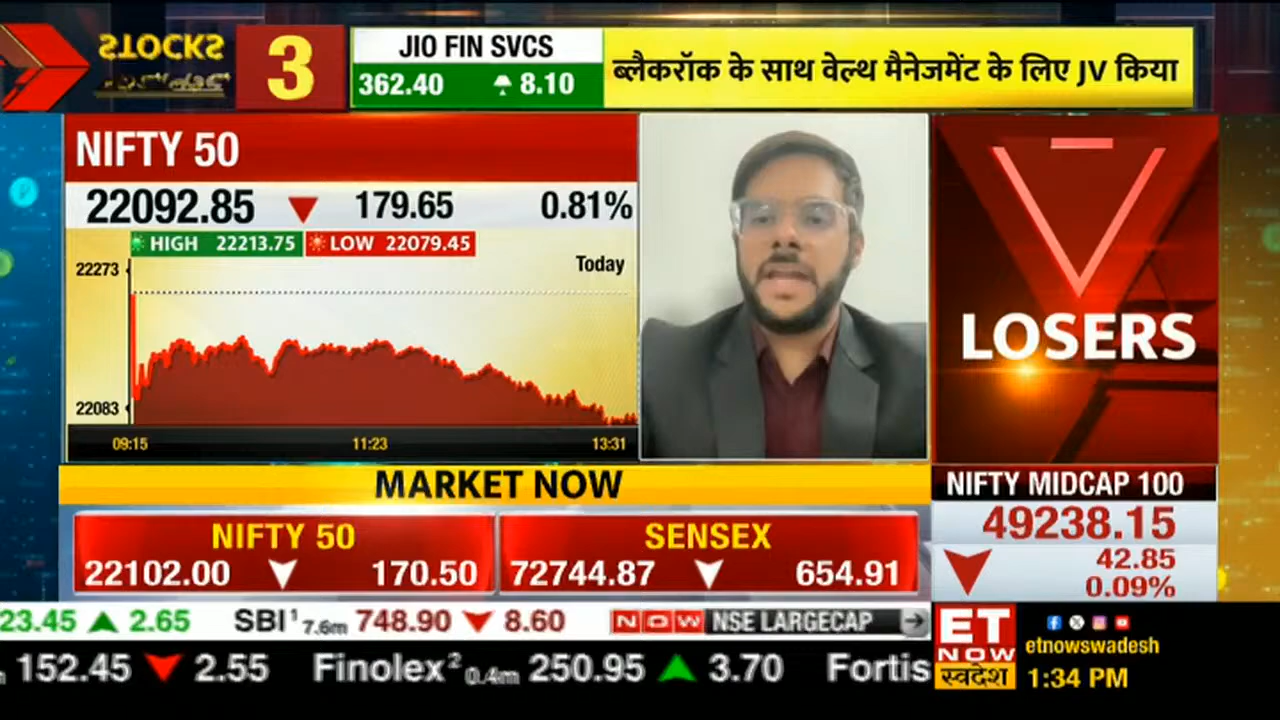 STOCKS
3
JIO FIN SVCS
362.40 8.10
ब्लैकरॉक के साथ वेल्थ मैनेजमेंट के लिए JV किया
NIFTY 50
22092.85 179.65 0.81%
HIGH 22213.75 LOW 22079.45
Today
22273
22083
09:15 11:23 13:31
LOSERS
MARKET NOW
NIFTY 50
22102.00 170.50
SENSEX
72744.87 654.91
NIFTY MIDCAP 100
49238.15
42.85
0.09%
23.45 2.65 SBI¹ 7.6m 748.90 8.60 NOW NSE LARGECAP
152.45 2.55 Finolex² 0.4m 250.95 3.70 Fortis
ET
NOW
स्वदेश
etnowswadesh
1:34 PM